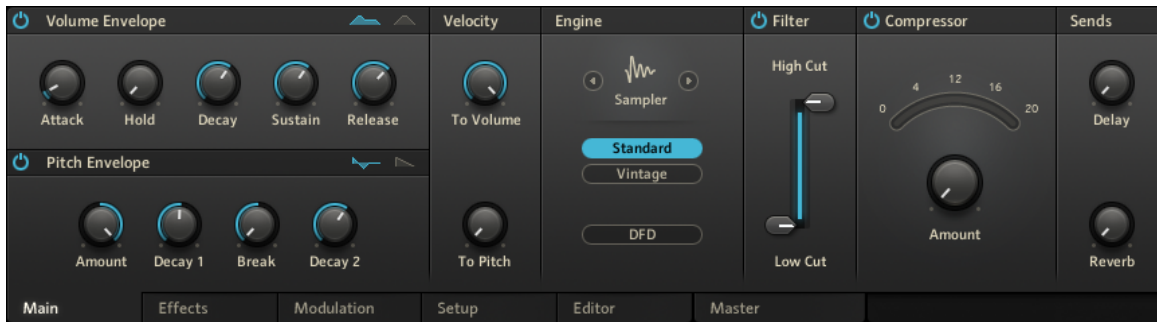 Volume Envelope
Velocity
Engine
Filter
Compressor
Sends
Attack
Hold
Decay
Sustain
Release
To Volume
Sampler
Standard
Vintage
DFD
High Cut
Low Cut
0
4
12
16
20
Amount
Delay
Reverb
Pitch Envelope
Amount
Decay 1
Break
Decay 2
To Pitch
Main
Effects
Modulation
Setup
Editor
Master